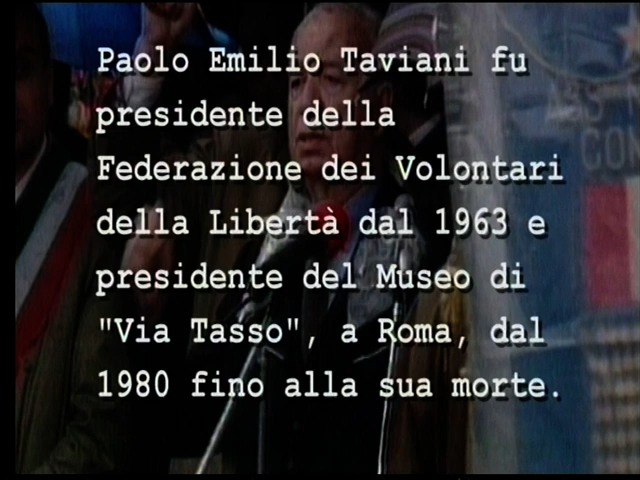 Paolo Emilio Taviani fu
presidente della
Federazione dei Volontari
della Libertà dal 1963 e
presidente del Museo di
"Via Tasso", a Roma, dal
1980 fino alla sua morte.
CON